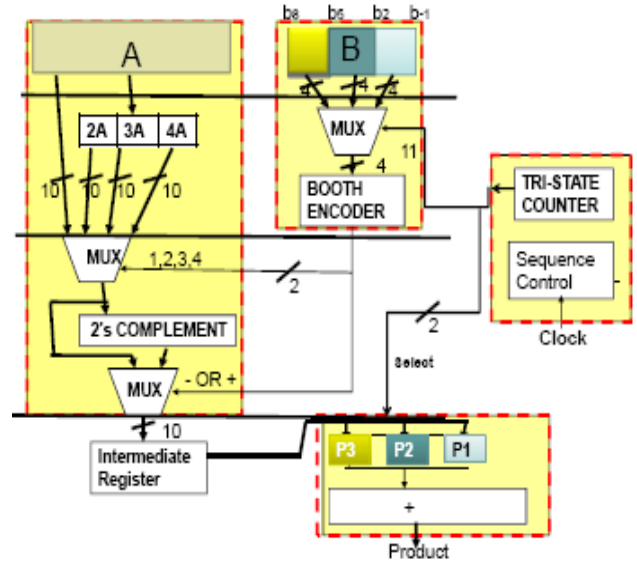 b8 b5 b2 b-1
A
B
4 4 4
2A 3A 4A
MUX
11
4
10 10 10 10
BOOTH
ENCODER
TRI-STATE
COUNTER
MUX
1,2,3,4
2
Sequence
Control
2's COMPLEMENT
2
Clock
Select
MUX
- OR +
10
Intermediate
Register
P3 P2 P1
+
Product